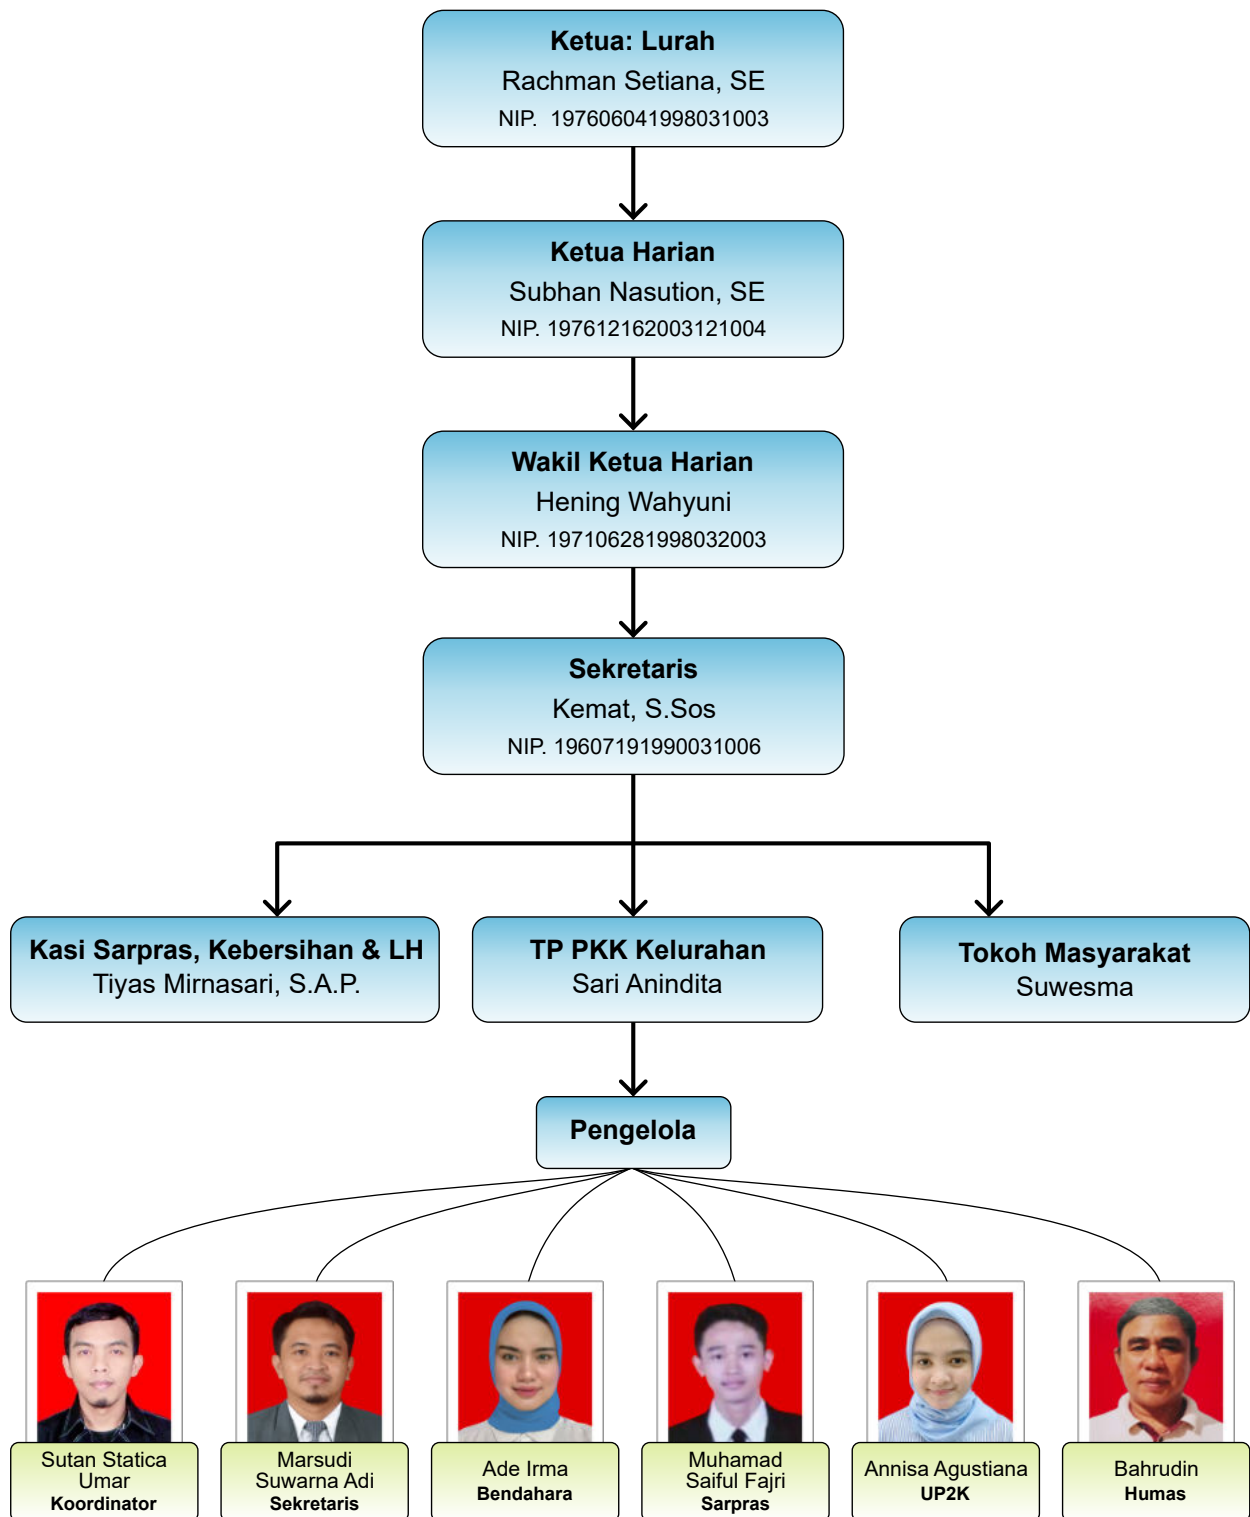 Ketua: Lurah
Rachman Setiana, SE
NIP.  197606041998031003
Ketua Harian
Subhan Nasution, SE
NIP. 197612162003121004
Wakil Ketua Harian
Hening Wahyuni
NIP. 197106281998032003
Sekretaris
Kemat, S.Sos
NIP. 19607191990031006
Kasi Sarpras, Kebersihan & LH
Tiyas Mirnasari, S.A.P.
TP PKK Kelurahan
Sari Anindita
Tokoh Masyarakat
Suwesma
Pengelola
Sutan Statica
Umar
Koordinator
Marsudi
Suwarna Adi
Sekretaris
Ade Irma
Bendahara
Muhamad
Saiful Fajri
Sarpras
Annisa Agustiana
UP2K
Bahrudin
Humas